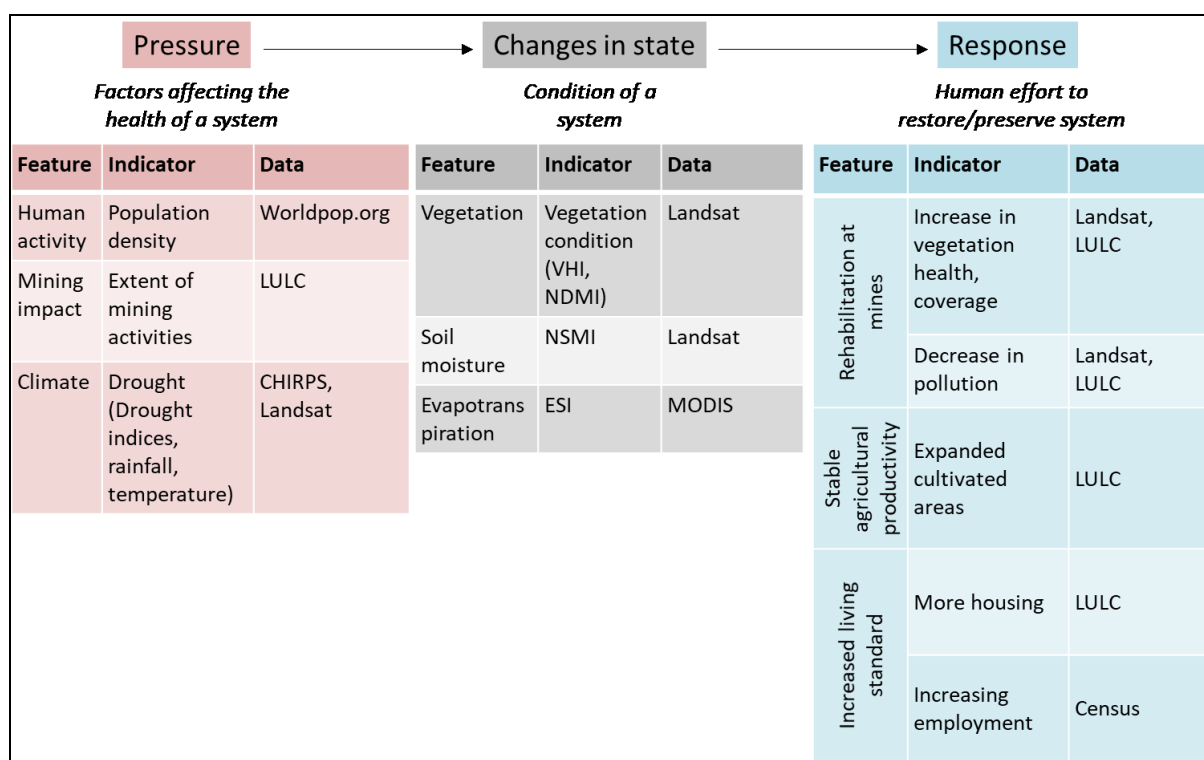 Pressure
Changes in state
Response
Factors affecting the
health of a system
Condition of a
system
Human effort to
restore/preserve system
Feature Indicator Data
Human
activity
Population
density
Worldpop.org
Mining
impact
Extent of
mining
activities
LULC
Climate
Drought
(Drought
indices,
rainfall,
temperature)
CHIRPS,
Landsat
Feature Indicator Data
Vegetation
Vegetation
condition
(VHI,
NDMI)
Landsat
Soil
moisture
NSMI
Landsat
Evapotrans
piration
ESI
MODIS
Feature Indicator Data
Rehabilitation at
mines
Increase in
vegetation
health,
coverage
Landsat,
LULC
Decrease in
pollution
Landsat,
LULC
Stable
agricultural
productivity
Expanded
cultivated
areas
LULC
Increased living
standard
More housing
LULC
Increasing
employment
Census